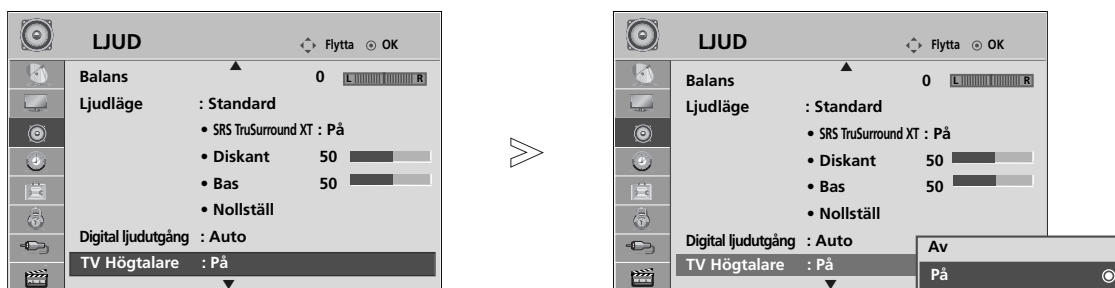 LJUD Flytta OK
Balans 0 L R
Ljudläge : Standard
• SRS TruSurround XT : På
• Diskant 50
• Bas 50
• Nollställ
Digital ljudutgång : Auto
TV Högtalare : På
LJUD Flytta OK
Balans 0 L R
Ljudläge : Standard
• SRS TruSurround XT : På
• Diskant 50
• Bas 50
• Nollställ
Digital ljudutgång : Auto
TV Högtalare : På
Av
På